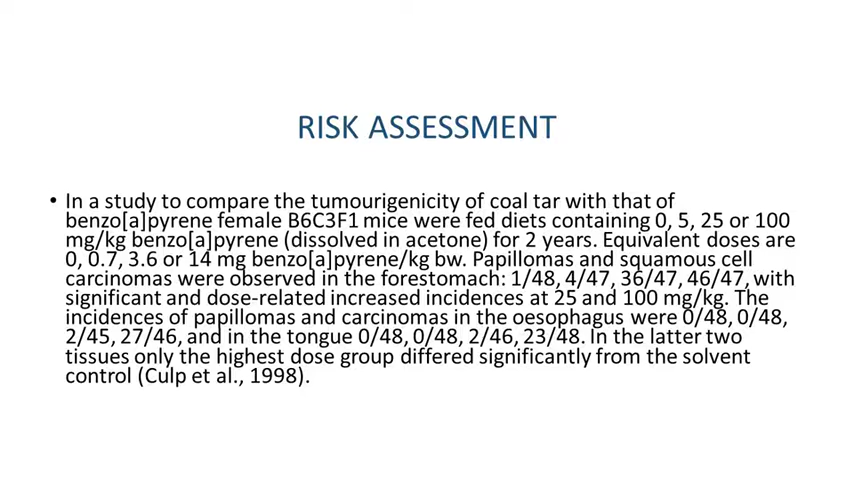 RISK ASSESSMENT
• In a study to compare the tumourigenicity of coal tar with that of
benzo[a]pyrene female B6C3F1 mice were fed diets containing 0, 5, 25 or 100
mg/kg benzo[a]pyrene (dissolved in acetone) for 2 years. Equivalent doses are
0, 0.7, 3.6 or 14 mg benzo[a]pyrene/kg bw. Papillomas and squamous cell
carcinomas were observed in the forestomach: 1/48, 4/47, 36/47, 46/47, with
significant and dose-related increased incidences at 25 and 100 mg/kg. The
incidences of papillomas and carcinomas in the oesophagus were 0/48, 0/48,
2/45, 27/46, and in the tongue 0/48, 0/48, 2/46, 23/48. In the latter two
tissues only the highest dose group differed significantly from the solvent
control (Culp et al., 1998).